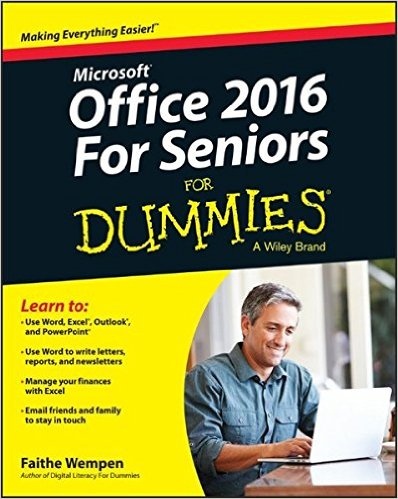 Making Everything Easier!™
Microsoft®
Office 2016
For Seniors
FOR
DUMMIES®
A Wiley Brand
Learn to:
• Use Word, Excel®, Outlook®,
and PowerPoint®
• Use Word to write letters,
reports, and newsletters
• Manage your finances
with Excel
• Email friends and family
to stay in touch
Faithe Wempen
Author of Digital Literacy For Dummies